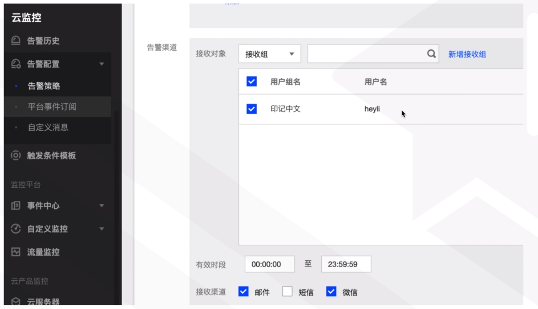 云监控
告警历史
告警配置
告警策略
平台事件订阅
自定义消息
触发条件模板
监控平台
事件中心
自定义监控
流量监控
云产品监控
云服务器
告警渠道
接收对象 接收组 新增接收组
用户组名 用户名
印记中文 heyli
有效时段 00:00:00 至 23:59:59
接收渠道 邮件 短信 微信